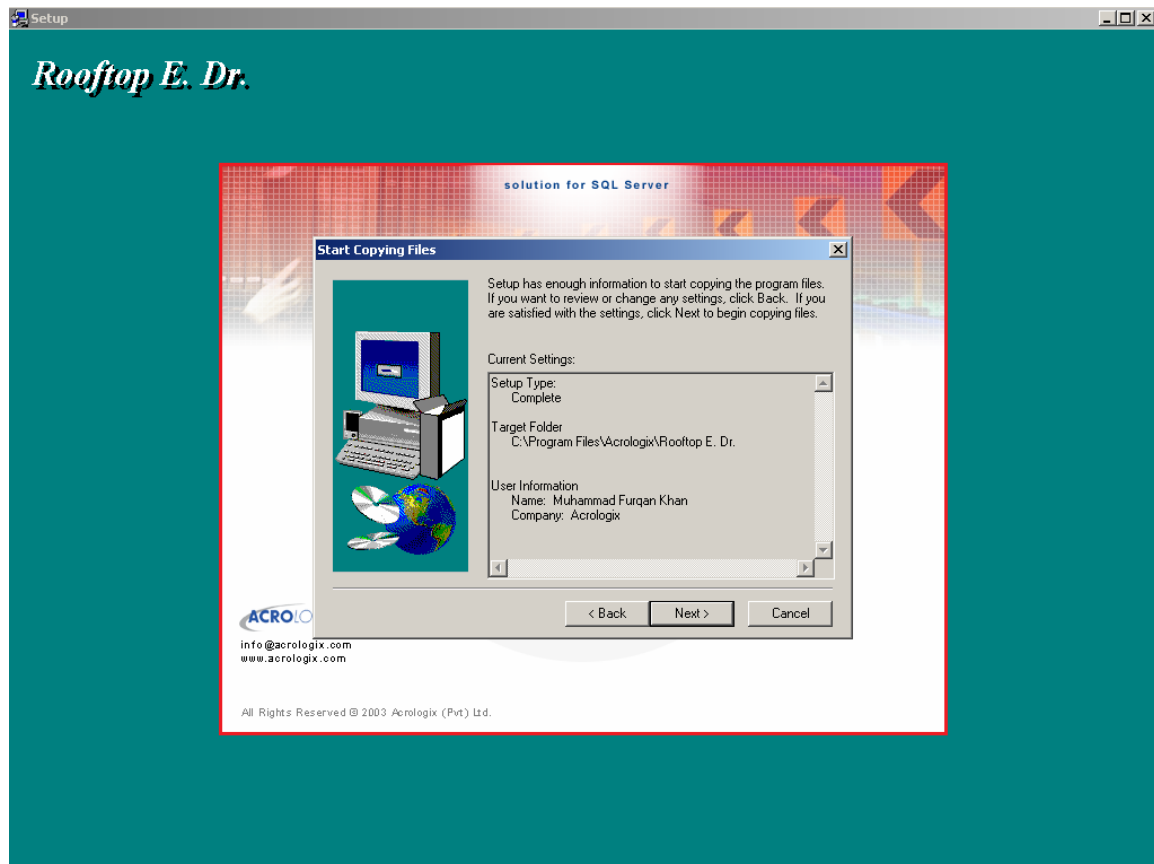 Setup
Rooftop E. Dr.
solution for SQL Server
Start Copying Files
Setup has enough information to start copying the program files.
If you want to review or change any settings, click Back. If you
are satisfied with the settings, click Next to begin copying files.
Current Settings:
Setup Type:
Complete
Target Folder
C:\Program Files\Acrologix\Rooftop E. Dr.
User Information
Name: Muhammad Furqan Khan
Company: Acrologix
< Back
Next >
Cancel
ACROLO
info@acrologix.com
www.acrologix.com
All Rights Reserved @ 2003 Acrologix (Pvt) Ltd.